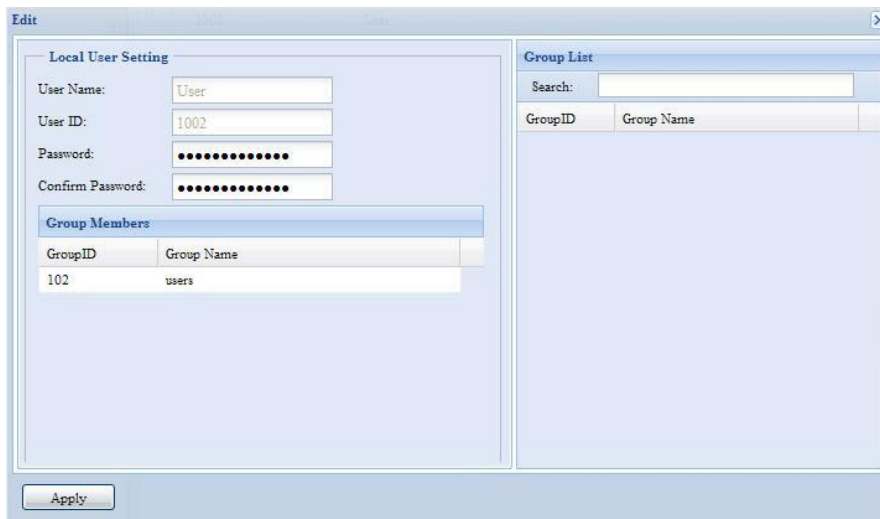 Edit
Local User Setting
User Name: User
User ID: 1002
Password: •••••••••••••
Confirm Password: •••••••••••••
Group Members
GroupID Group Name
102 users
Group List
Search:
GroupID Group Name
Apply